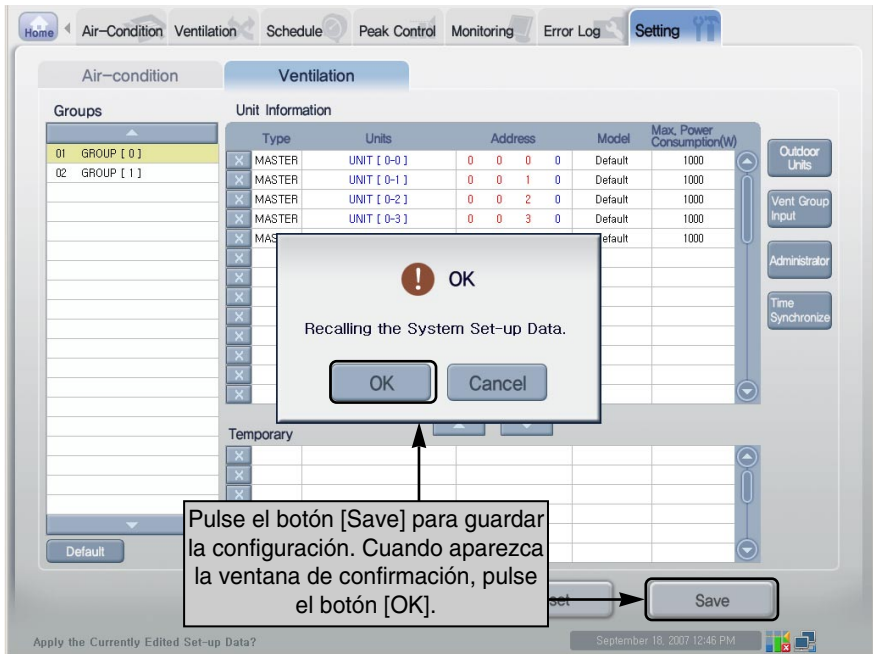 Home Air-Condition Ventilation Schedule Peak Control Monitoring Error Log Setting
Air-condition Ventilation
Groups
01 GROUP [ 0 ]
02 GROUP [ 1 ]
Default
Unit Information
Type Units Address Model Max. Power Consumption(W)
X MASTER UNIT [ 0-0 ] 0 0 0 0 Default 1000
X MASTER UNIT [ 0-1 ] 0 0 1 0 Default 1000
X MASTER UNIT [ 0-2 ] 0 0 2 0 Default 1000
X MASTER UNIT [ 0-3 ] 0 0 3 0 Default 1000
X MAS efault 1000
X
X
X
X
X
X
X
X
Outdoor
Units
Vent Group
Input
Administrator
Time
Synchronize
! OK
Recalling the System Set-up Data.
OK Cancel
Temporary
X
X
X
Pulse el botón [Save] para guardar
la configuración. Cuando aparezca
la ventana de confirmación, pulse
el botón [OK].
set Save
Apply the Currently Edited Set-up Data?
September 18, 2007 12:46 PM